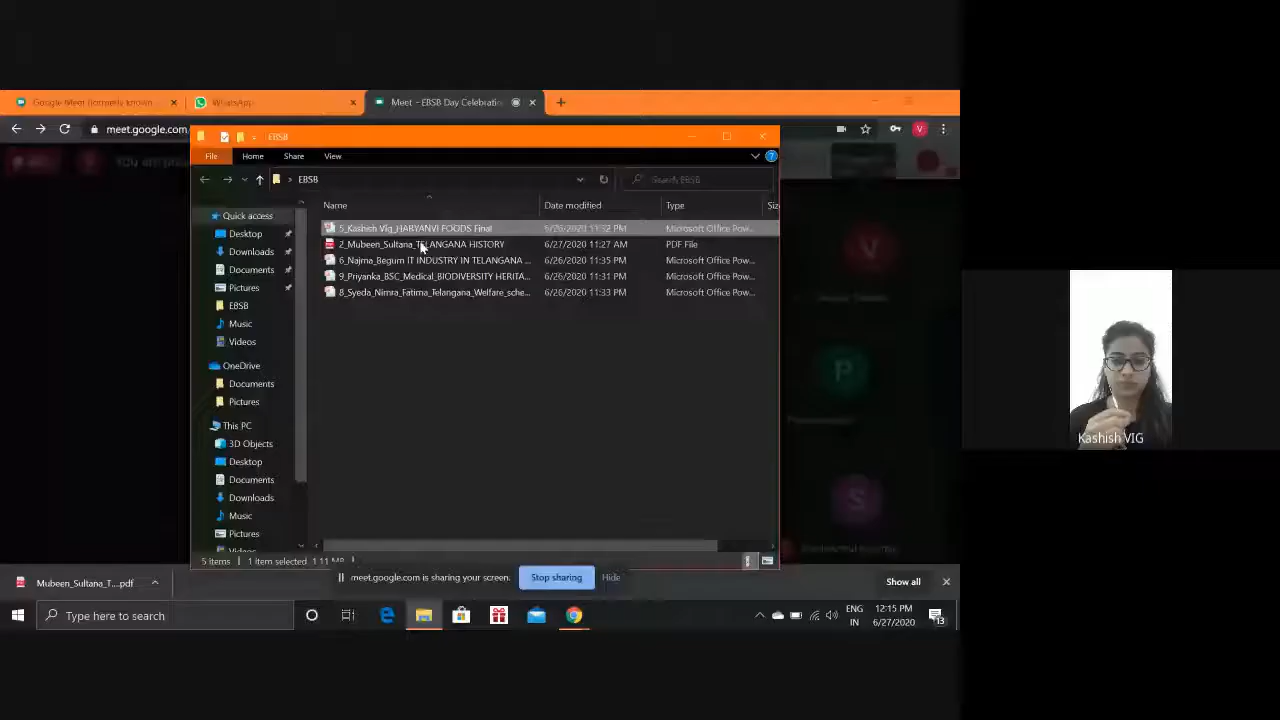 Google Meet (formerly known
WhatsApp
Meet - EBSB Day Celebratio
meet.google.com
EBSB
File Home Share View
EBSB
Search EBSB
Name Date modified Type Siz
Quick access
Desktop
Downloads
Documents
Pictures
EBSB
Music
Videos
OneDrive
Documents
Pictures
This PC
3D Objects
Desktop
Documents
Downloads
Music
Pictures
Videos
5_Kashish Vig_HARYANVI FOODS Final 6/26/2020 11:32 PM Microsoft Office Pow...
2_Mubeen_Sultana_TELANGANA HISTORY 6/27/2020 11:27 AM PDF File
6_Najma_Begum IT INDUSTRY IN TELANGANA ... 6/26/2020 11:35 PM Microsoft Office Pow...
9_Priyanka_BSC_Medical_BIODIVERSITY HERITA... 6/26/2020 11:31 PM Microsoft Office Pow...
8_Syeda_Nimra_Fatima_Telangana_Welfare_sche... 6/26/2020 11:33 PM Microsoft Office Pow...
5 items 1 item selected 1.11 MB
V
V
P
S
Kashish VIG
meet.google.com is sharing your screen. Stop sharing Hide
Mubeen_Sultana_T....pdf
Show all
Type here to search
ENG
IN
12:15 PM
6/27/2020
13